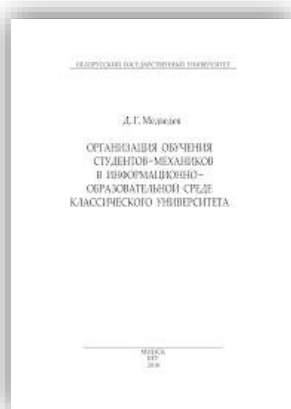 БЕЛОРУССКИЙ ГОСУДАРСТВЕННЫЙ УНИВЕРСИТЕТ
Д. Г. Медведев
ОРГАНИЗАЦИЯ ОБУЧЕНИЯ
СТУДЕНТОВ-МЕХАНИКОВ
В ИНФОРМАЦИОННО-
ОБРАЗОВАТЕЛЬНОЙ СРЕДЕ
КЛАССИЧЕСКОГО УНИВЕРСИТЕТА
МИНСК
БГУ